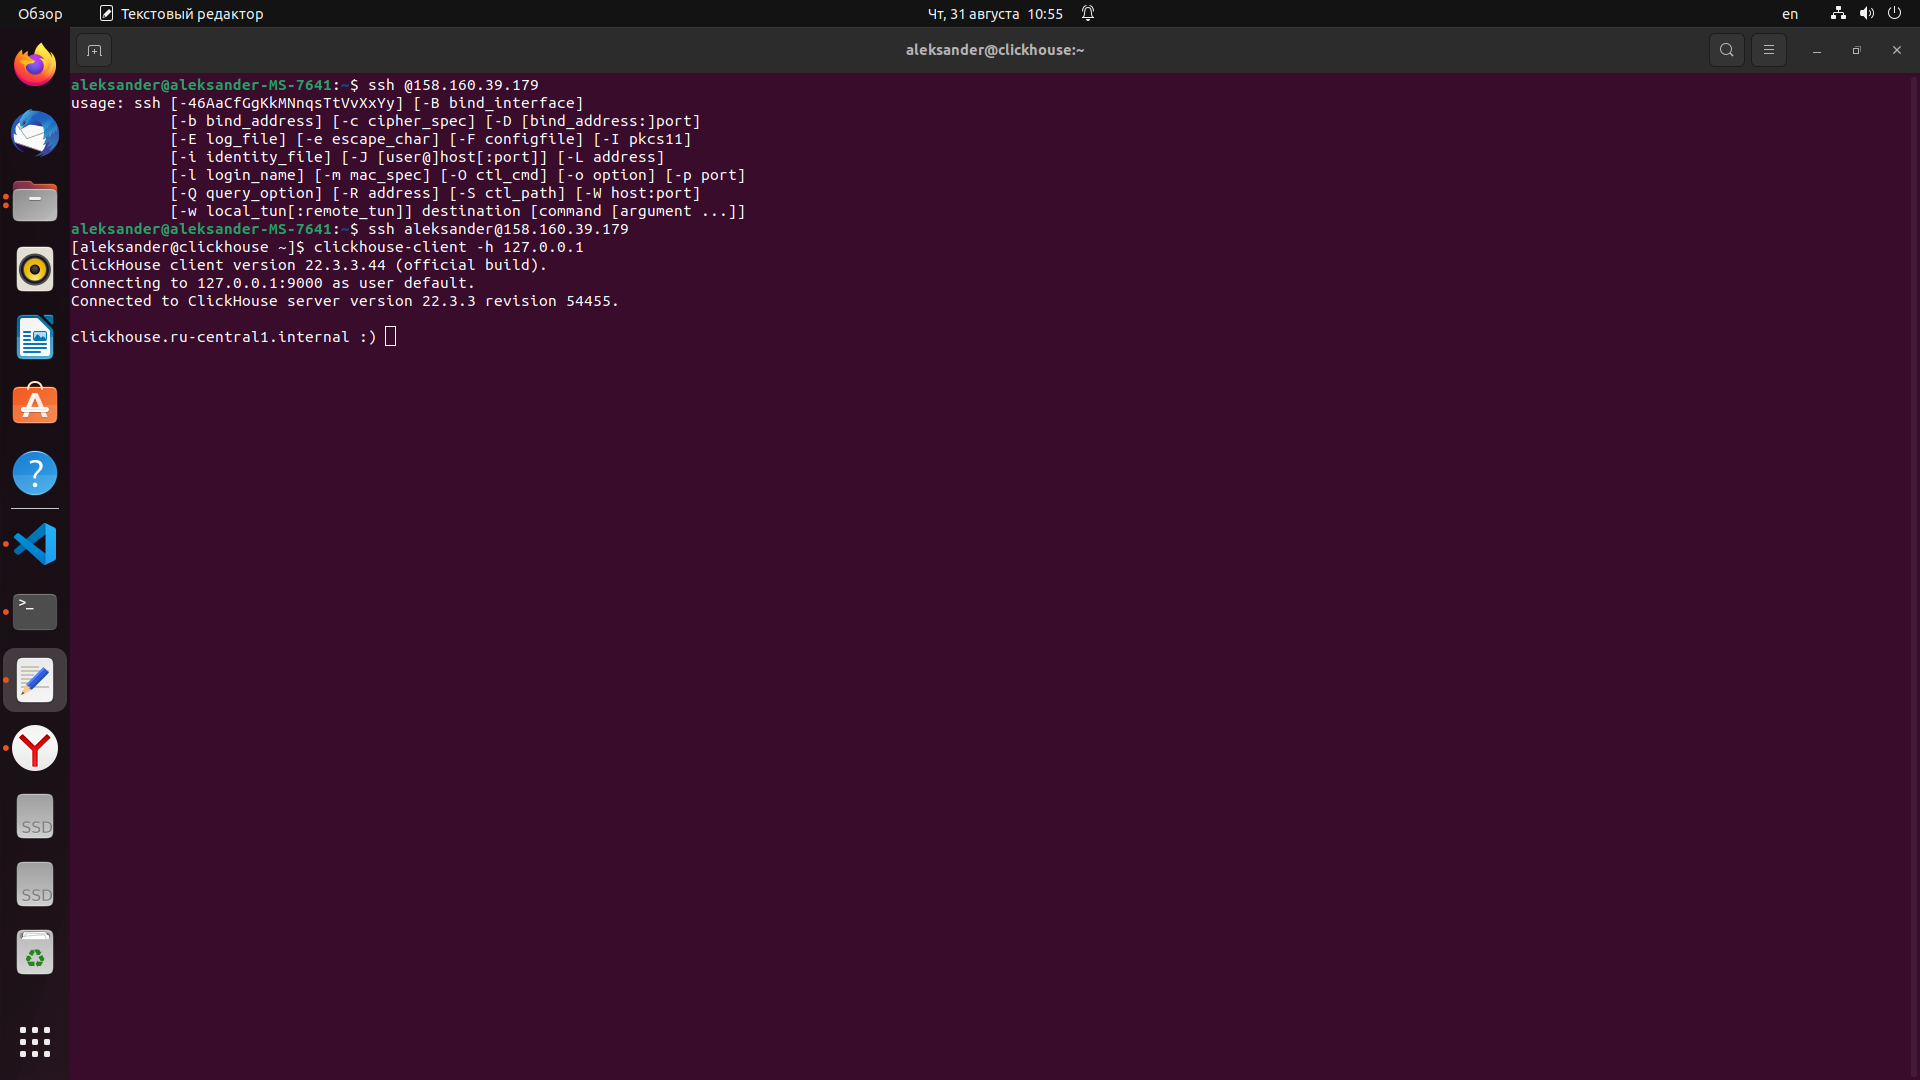 Обзор
Текстовый редактор
Чт, 31 августа 10:55
en
aleksander@clickhouse:~
aleksander@aleksander-MS-7641:~$ ssh @158.160.39.179
usage: ssh [-46AaCfGgKkMNnqsTtVvXxYy] [-B bind_interface]
           [-b bind_address] [-c cipher_spec] [-D [bind_address:]port]
           [-E log_file] [-e escape_char] [-F configfile] [-I pkcs11]
           [-i identity_file] [-J [user@]host[:port]] [-L address]
           [-l login_name] [-m mac_spec] [-O ctl_cmd] [-o option] [-p port]
           [-Q query_option] [-R address] [-S ctl_path] [-W host:port]
           [-w local_tun[:remote_tun]] destination [command [argument ...]]
aleksander@aleksander-MS-7641:~$ ssh aleksander@158.160.39.179
[aleksander@clickhouse ~]$ clickhouse-client -h 127.0.0.1
ClickHouse client version 22.3.3.44 (official build).
Connecting to 127.0.0.1:9000 as user default.
Connected to ClickHouse server version 22.3.3 revision 54455.
clickhouse.ru-central1.internal :)
SSD
SSD